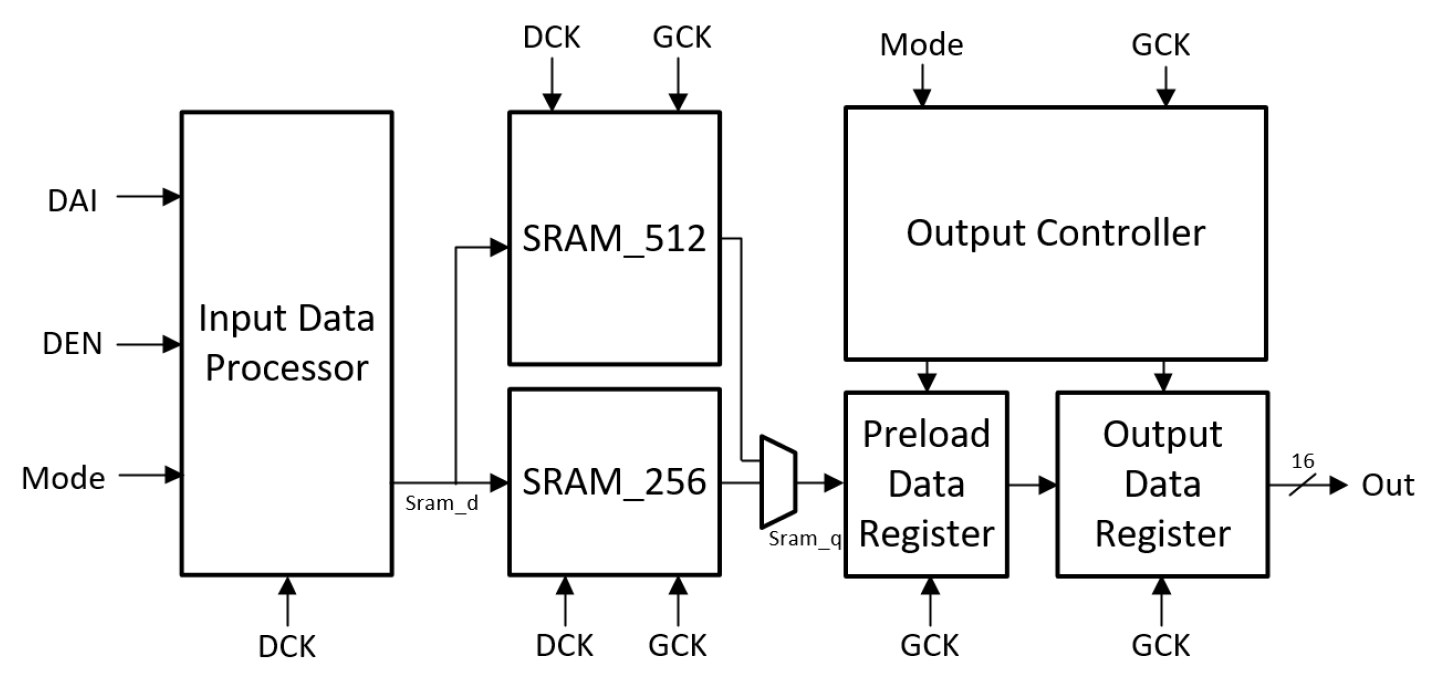 DCK
GCK
Mode
GCK
DAI
DEN
Mode
Input Data
Processor
DCK
Sram_d
SRAM_512
SRAM_256
DCK
GCK
Sram_q
Output Controller
Preload
Data
Register
GCK
Output
Data
Register
GCK
16
Out